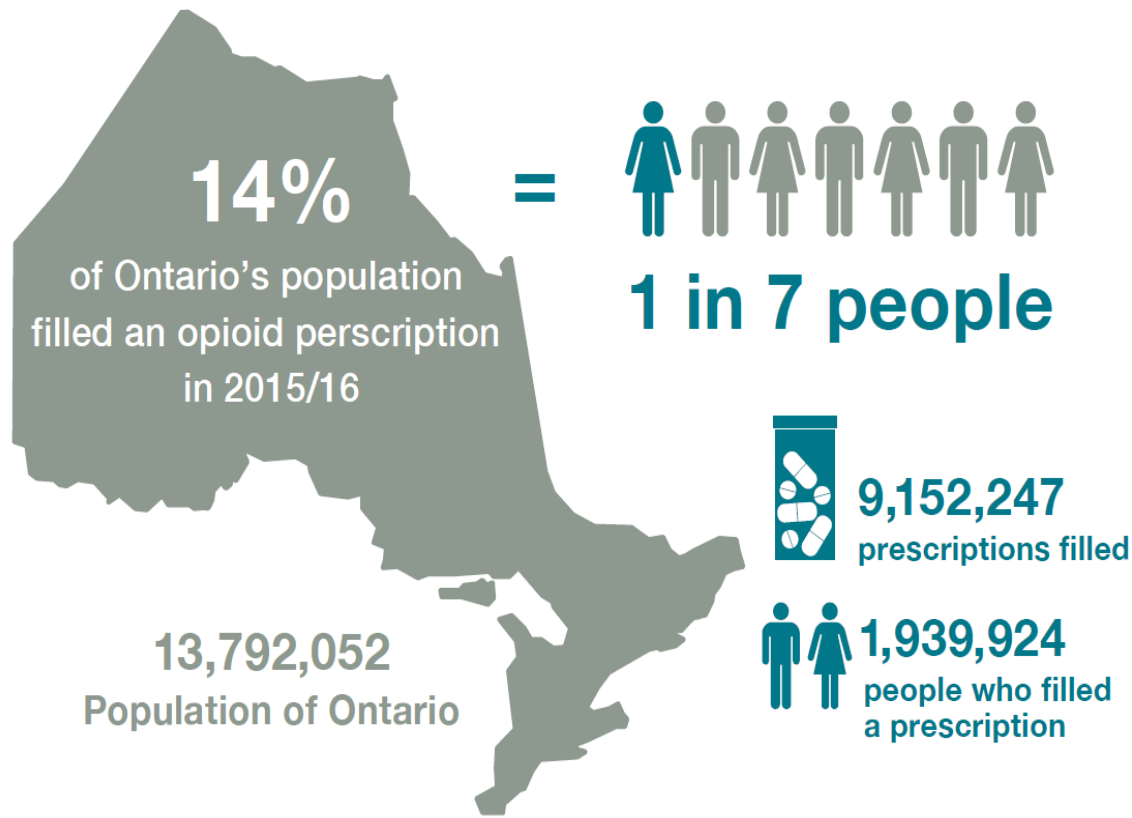 14%
of Ontario's population
filled an opioid perscription
in 2015/16
=
1 in 7 people
9,152,247
prescriptions filled
1,939,924
people who filled
a prescription
13,792,052
Population of Ontario